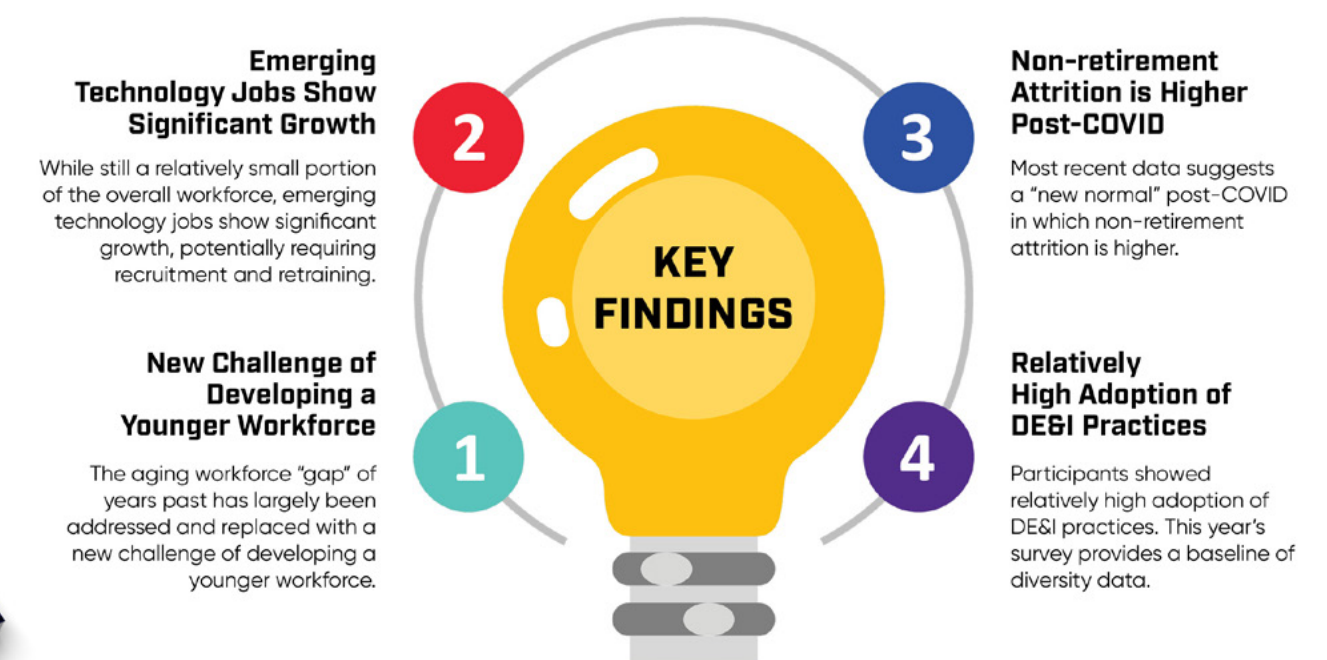 KEY
FINDINGS
1
New Challenge of
Developing a
Younger Workforce
The aging workforce “gap” of
years past has largely been
addressed and replaced with a
new challenge of developing a
younger workforce.
2
Emerging
Technology Jobs Show
Significant Growth
While still a relatively small portion
of the overall workforce, emerging
technology jobs show significant
growth, potentially requiring
recruitment and retraining.
3
Non-retirement
Attrition is Higher
Post-COVID
Most recent data suggests
a “new normal” post-COVID
in which non-retirement
attrition is higher.
4
Relatively
High Adoption of
DE&I Practices
Participants showed
relatively high adoption of
DE&I practices. This year’s
survey provides a baseline of
diversity data.